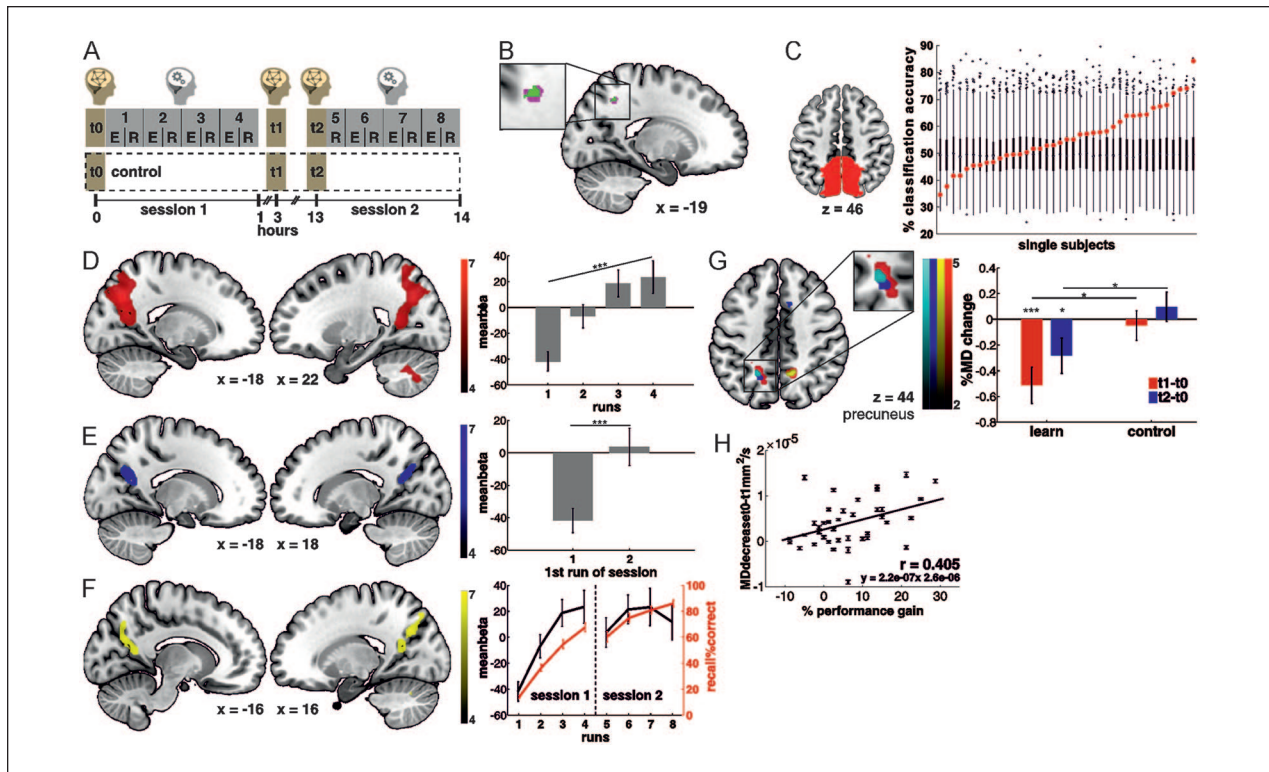 A
t0
1
2
3
4
E R E R E R E R
t1
t2
5
6
7
8
R E R E R E R
t0
control
t1
t2
session 1
session 2
0
1
3
13
14
hours
B
x = -19
C
z = 46
% classification accuracy
90
80
70
60
50
40
30
20
single subjects
D
x = -18
x = 22
7
4
meanbeta
40
20
0
-20
-40
-60
***
1
2
3
4
runs
E
x = -18
x = 18
7
4
meanbeta
20
0
-20
-40
-60
***
1
2
1st run of session
F
x = -16
x = 16
7
4
meanbeta
40
20
0
-20
-40
-60
session 1
session 2
1 2 3 4 5 6 7 8
runs
100
80
60
40
20
0
recall%correct
G
z = 44
precuneus
5
2
%MD change
0.4
0.2
0
-0.2
-0.4
-0.6
-0.8
***
*
*
*
t1-t0
t2-t0
learn
control
H
MDdecreaset0-t1mm²/s
2
×10⁻⁵
1
0
-1
r = 0.405
y = 2.2e-07x 2.6e-06
-10 0 10 20 30
% performance gain